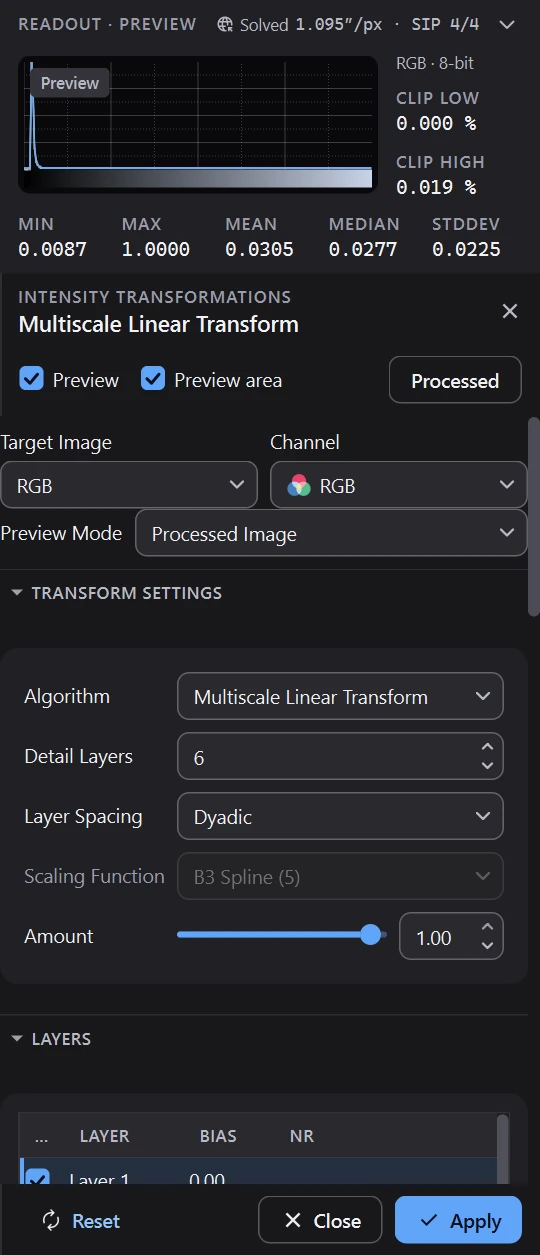 READOUT · PREVIEW Solved 1.095"/px · SIP 4/4
Preview
RGB · 8-bit
CLIP LOW
0.000 %
CLIP HIGH
0.019 %
MIN MAX MEAN MEDIAN STDDEV
0.0087 1.0000 0.0305 0.0277 0.0225
INTENSITY TRANSFORMATIONS
Multiscale Linear Transform
Preview Preview area Processed
Target Image Channel
RGB RGB
Preview Mode Processed Image
TRANSFORM SETTINGS
Algorithm Multiscale Linear Transform
Detail Layers 6
Layer Spacing Dyadic
Scaling Function B3 Spline (5)
Amount 1.00
LAYERS
... LAYER BIAS NR
Layer 1 0.00
Reset Close Apply